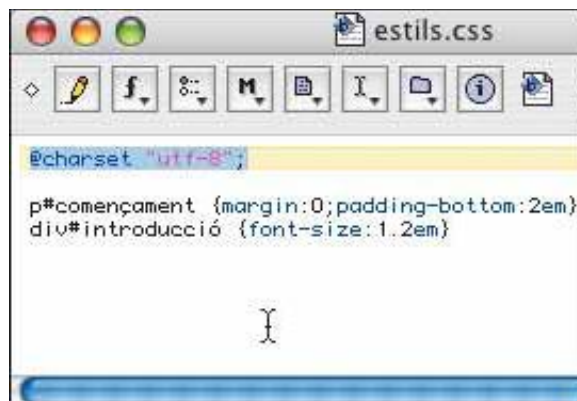 estils.css
@charset "utf-8";
p#començament {margin:0;padding-bottom:2em}
div#introducció {font-size:1.2em}